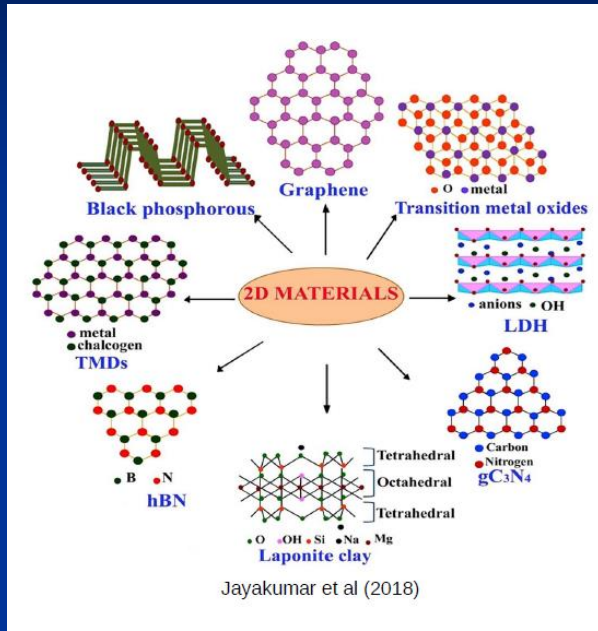 Graphene
Black phosphorous
O metal
Transition metal oxides
2D MATERIALS
anions OH
LDH
metal
chalcogen
TMDs
Carbon
Nitrogen
gC₃N₄
B N
hBN
Tetrahedral
Octahedral
Tetrahedral
O OH Si Na Mg
Laponite clay
Jayakumar et al (2018)